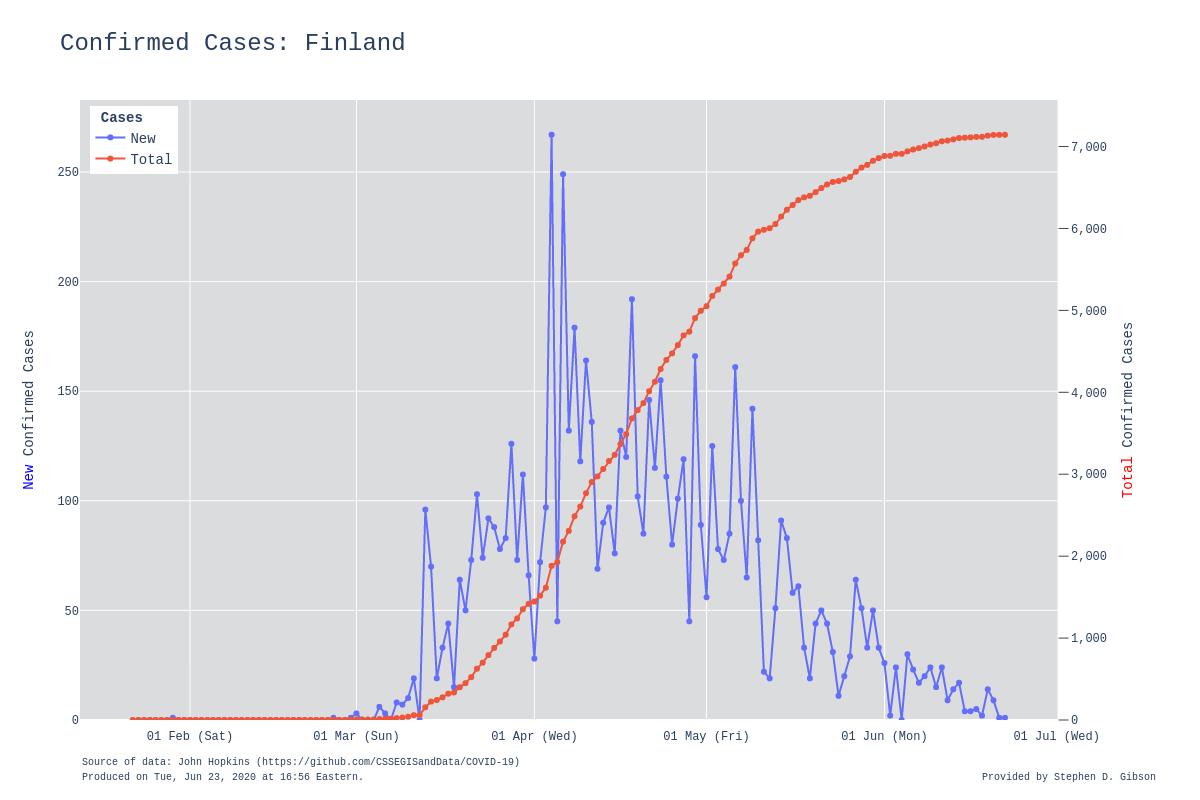 Confirmed Cases: Finland
Cases
New
Total
250
200
150
100
50
0
7,000
6,000
5,000
4,000
3,000
2,000
1,000
0
New Confirmed Cases
Total Confirmed Cases
01 Feb (Sat)
01 Mar (Sun)
01 Apr (Wed)
01 May (Fri)
01 Jun (Mon)
01 Jul (Wed)
Source of data: John Hopkins (https://github.com/CSSEGISandData/COVID-19)
Produced on Tue, Jun 23, 2020 at 16:56 Eastern.
Provided by Stephen D. Gibson